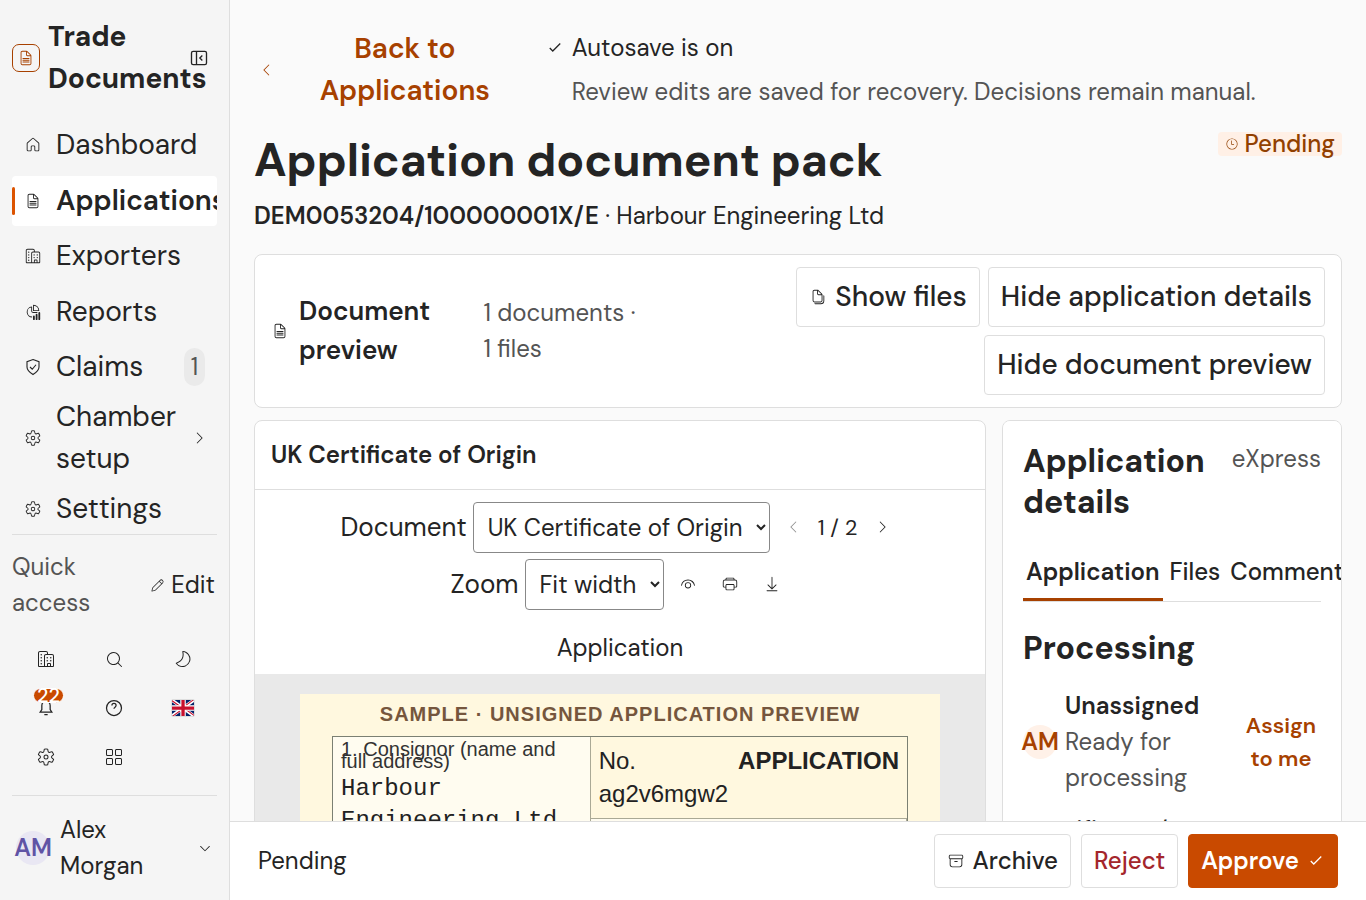 Trade
Documents
Dashboard
Applications
Exporters
Reports
Claims 1
Chamber
setup
Settings
Quick
access
Edit
22
AM
Alex
Morgan
Back to
Applications
Autosave is on
Review edits are saved for recovery. Decisions remain manual.
Application document pack
Pending
DEM0053204/100000001X/E · Harbour Engineering Ltd
Document
preview
1 documents ·
1 files
Show files
Hide application details
Hide document preview
UK Certificate of Origin
Document UK Certificate of Origin 1 / 2
Zoom Fit width
Application
SAMPLE · UNSIGNED APPLICATION PREVIEW
1. Consignor (name and
full address)
Harbour
Engineering Ltd
No. APPLICATION
ag2v6mgw2
Application
details
eXpress
Application Files Comment
Processing
AM
Unassigned
Ready for
processing
Assign
to me
Pending
Archive
Reject
Approve